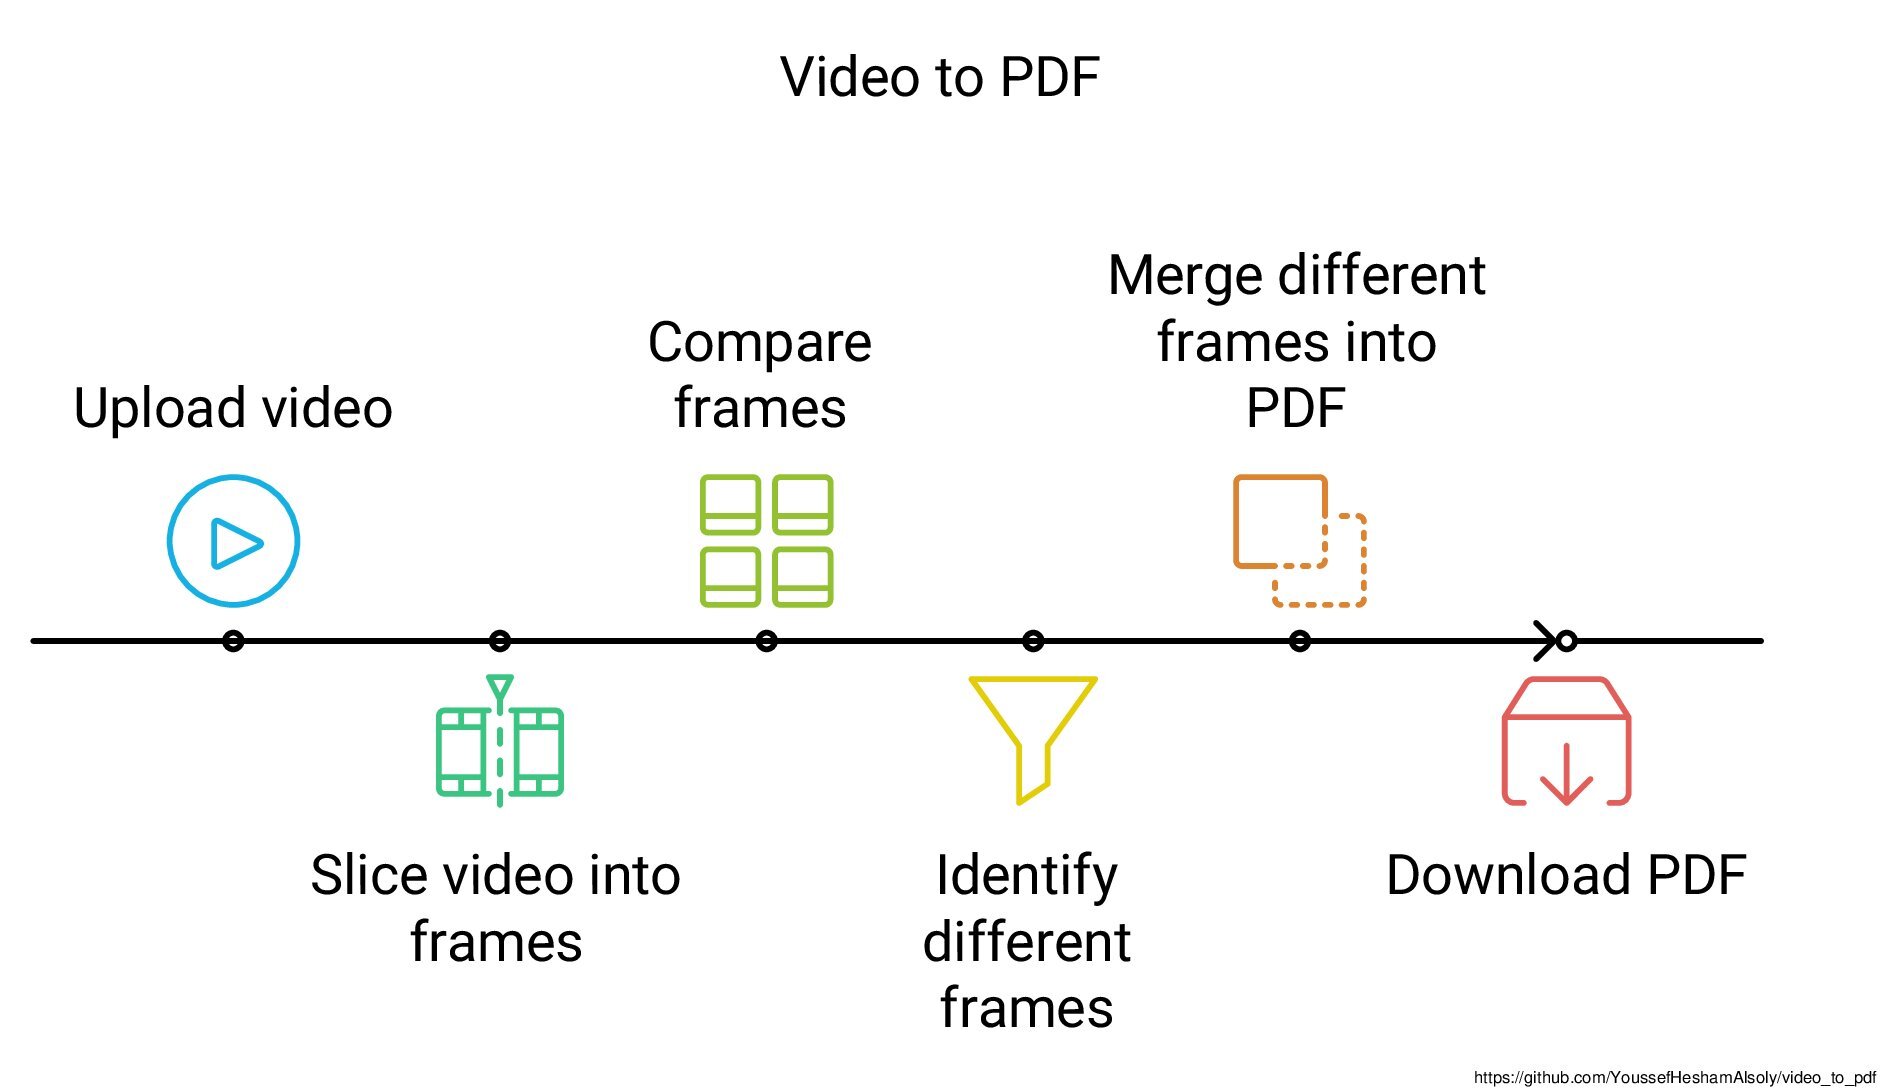 Video to PDF
Upload video
Slice video into
frames
Compare
frames
Identify
different
frames
Merge different
frames into
PDF
Download PDF
https://github.com/YoussefHeshamAlsoly/video_to_pdf